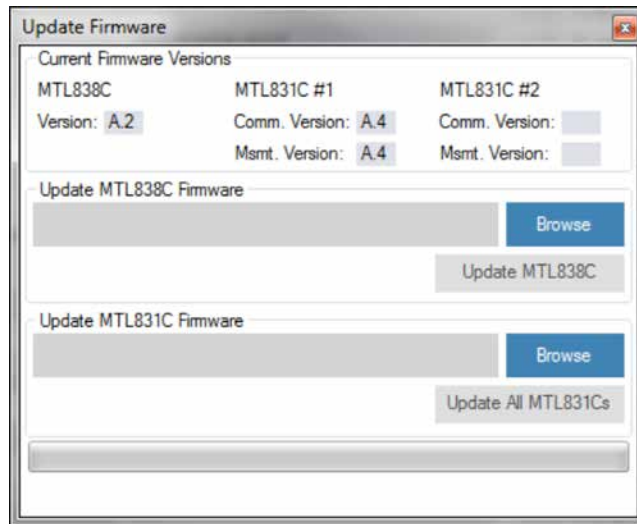 Update Firmware
Current Firmware Versions
MTL838C MTL831C #1 MTL831C #2
Version: A.2 Comm. Version: A.4 Comm. Version:
Msmt. Version: A.4 Msmt. Version:
Update MTL838C Firmware
Browse
Update MTL838C
Update MTL831C Firmware
Browse
Update All MTL831Cs